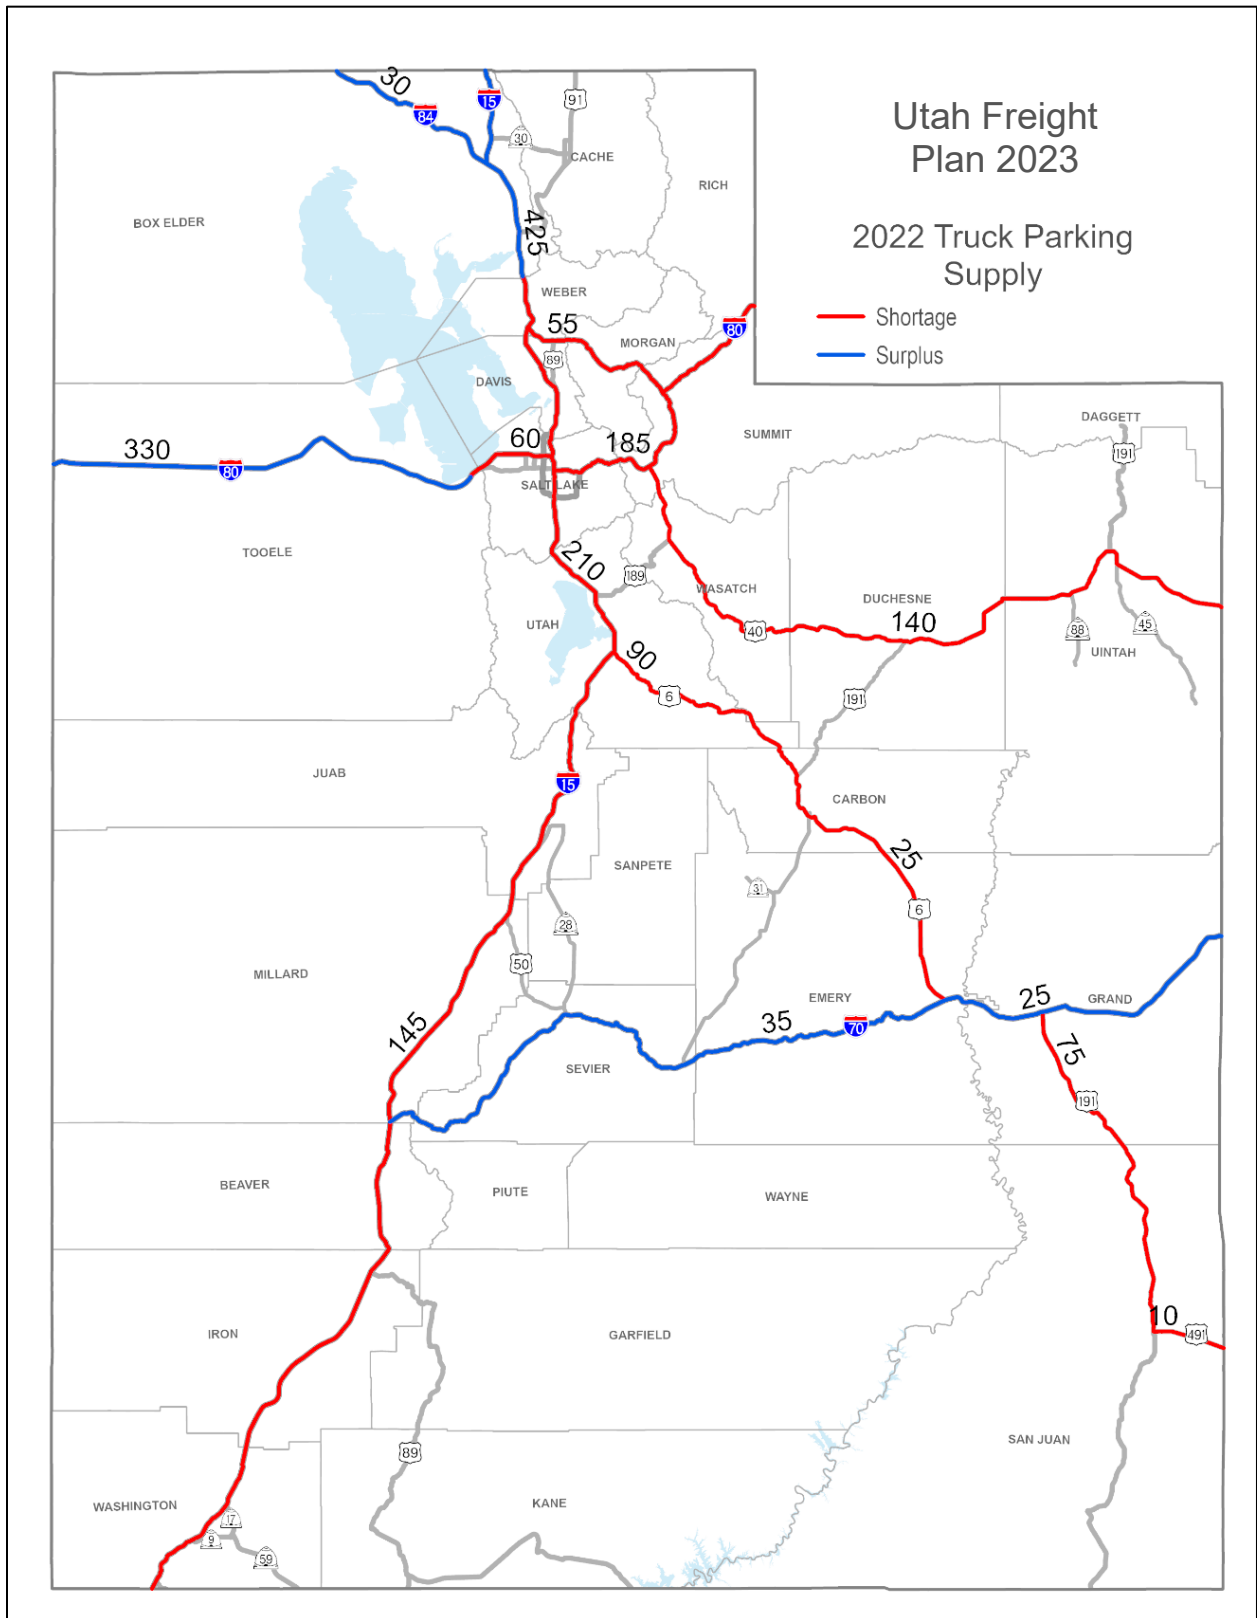 Utah Freight
Plan 2023
2022 Truck Parking
Supply
Shortage
Surplus
30
84
15
91
30
CACHE
RICH
BOX ELDER
425
WEBER
55
MORGAN
80
89
DAVIS
SUMMIT
DAGGETT
191
330
80
60
185
SALT LAKE
TOOELE
210
189
WASATCH
DUCHESNE
140
40
88
45
UINTAH
UTAH
90
6
191
JUAB
15
CARBON
25
SANPETE
31
6
28
50
MILLARD
EMERY
25
GRAND
35
70
145
75
SEVIER
191
BEAVER
PIUTE
WAYNE
10
491
IRON
GARFIELD
SAN JUAN
89
WASHINGTON
KANE
17
9
59